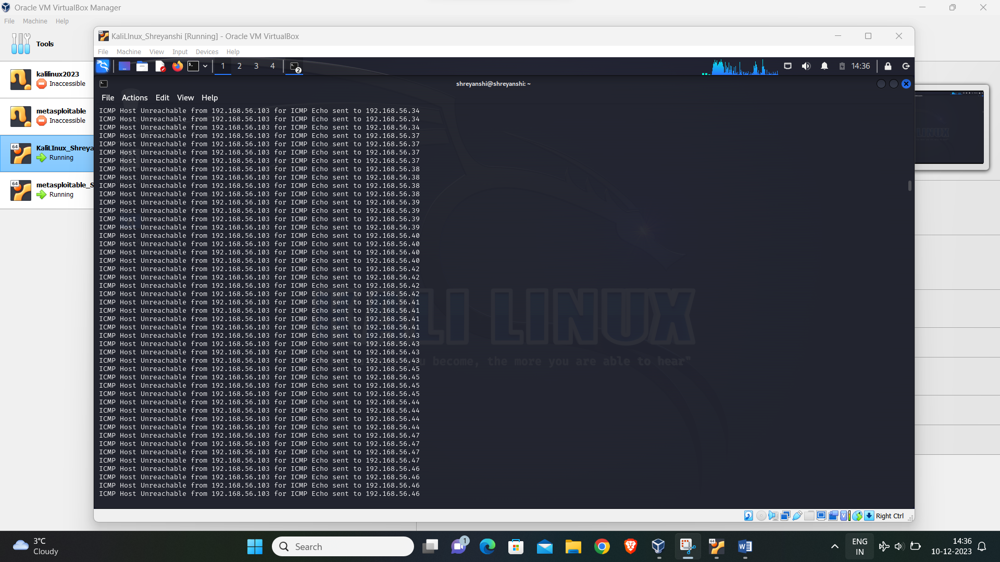 Oracle VM VirtualBox Manager
File Machine Help
Tools
kalilinux2023
Inaccessible
metasploitable
Inaccessible
64
KaliLInux_Shreya
Running
64
metasploitable_S
Running
64
KaliLInux_Shreyanshi [Running] - Oracle VM VirtualBox
File Machine View Input Devices Help
1 2 3 4 2 14:36
shreyanshi@shreyanshi: ~
File Actions Edit View Help
ICMP Host Unreachable from 192.168.56.103 for ICMP Echo sent to 192.168.56.34
ICMP Host Unreachable from 192.168.56.103 for ICMP Echo sent to 192.168.56.34
ICMP Host Unreachable from 192.168.56.103 for ICMP Echo sent to 192.168.56.34
ICMP Host Unreachable from 192.168.56.103 for ICMP Echo sent to 192.168.56.37
ICMP Host Unreachable from 192.168.56.103 for ICMP Echo sent to 192.168.56.37
ICMP Host Unreachable from 192.168.56.103 for ICMP Echo sent to 192.168.56.37
ICMP Host Unreachable from 192.168.56.103 for ICMP Echo sent to 192.168.56.37
ICMP Host Unreachable from 192.168.56.103 for ICMP Echo sent to 192.168.56.38
ICMP Host Unreachable from 192.168.56.103 for ICMP Echo sent to 192.168.56.38
ICMP Host Unreachable from 192.168.56.103 for ICMP Echo sent to 192.168.56.38
ICMP Host Unreachable from 192.168.56.103 for ICMP Echo sent to 192.168.56.38
ICMP Host Unreachable from 192.168.56.103 for ICMP Echo sent to 192.168.56.39
ICMP Host Unreachable from 192.168.56.103 for ICMP Echo sent to 192.168.56.39
ICMP Host Unreachable from 192.168.56.103 for ICMP Echo sent to 192.168.56.39
ICMP Host Unreachable from 192.168.56.103 for ICMP Echo sent to 192.168.56.39
ICMP Host Unreachable from 192.168.56.103 for ICMP Echo sent to 192.168.56.40
ICMP Host Unreachable from 192.168.56.103 for ICMP Echo sent to 192.168.56.40
ICMP Host Unreachable from 192.168.56.103 for ICMP Echo sent to 192.168.56.40
ICMP Host Unreachable from 192.168.56.103 for ICMP Echo sent to 192.168.56.40
ICMP Host Unreachable from 192.168.56.103 for ICMP Echo sent to 192.168.56.42
ICMP Host Unreachable from 192.168.56.103 for ICMP Echo sent to 192.168.56.42
ICMP Host Unreachable from 192.168.56.103 for ICMP Echo sent to 192.168.56.42
ICMP Host Unreachable from 192.168.56.103 for ICMP Echo sent to 192.168.56.42
ICMP Host Unreachable from 192.168.56.103 for ICMP Echo sent to 192.168.56.41
ICMP Host Unreachable from 192.168.56.103 for ICMP Echo sent to 192.168.56.41
ICMP Host Unreachable from 192.168.56.103 for ICMP Echo sent to 192.168.56.41
ICMP Host Unreachable from 192.168.56.103 for ICMP Echo sent to 192.168.56.41
ICMP Host Unreachable from 192.168.56.103 for ICMP Echo sent to 192.168.56.43
ICMP Host Unreachable from 192.168.56.103 for ICMP Echo sent to 192.168.56.43
ICMP Host Unreachable from 192.168.56.103 for ICMP Echo sent to 192.168.56.43
ICMP Host Unreachable from 192.168.56.103 for ICMP Echo sent to 192.168.56.43
ICMP Host Unreachable from 192.168.56.103 for ICMP Echo sent to 192.168.56.45
ICMP Host Unreachable from 192.168.56.103 for ICMP Echo sent to 192.168.56.45
ICMP Host Unreachable from 192.168.56.103 for ICMP Echo sent to 192.168.56.45
ICMP Host Unreachable from 192.168.56.103 for ICMP Echo sent to 192.168.56.45
ICMP Host Unreachable from 192.168.56.103 for ICMP Echo sent to 192.168.56.44
ICMP Host Unreachable from 192.168.56.103 for ICMP Echo sent to 192.168.56.44
ICMP Host Unreachable from 192.168.56.103 for ICMP Echo sent to 192.168.56.44
ICMP Host Unreachable from 192.168.56.103 for ICMP Echo sent to 192.168.56.44
ICMP Host Unreachable from 192.168.56.103 for ICMP Echo sent to 192.168.56.47
ICMP Host Unreachable from 192.168.56.103 for ICMP Echo sent to 192.168.56.47
ICMP Host Unreachable from 192.168.56.103 for ICMP Echo sent to 192.168.56.47
ICMP Host Unreachable from 192.168.56.103 for ICMP Echo sent to 192.168.56.47
ICMP Host Unreachable from 192.168.56.103 for ICMP Echo sent to 192.168.56.46
ICMP Host Unreachable from 192.168.56.103 for ICMP Echo sent to 192.168.56.46
ICMP Host Unreachable from 192.168.56.103 for ICMP Echo sent to 192.168.56.46
ICMP Host Unreachable from 192.168.56.103 for ICMP Echo sent to 192.168.56.46
KALI LINUX
become, the more you are able to hear"
LINUX
Right Ctrl
3°C
Cloudy
Search
1
64
ENG
IN
14:36
10-12-2023